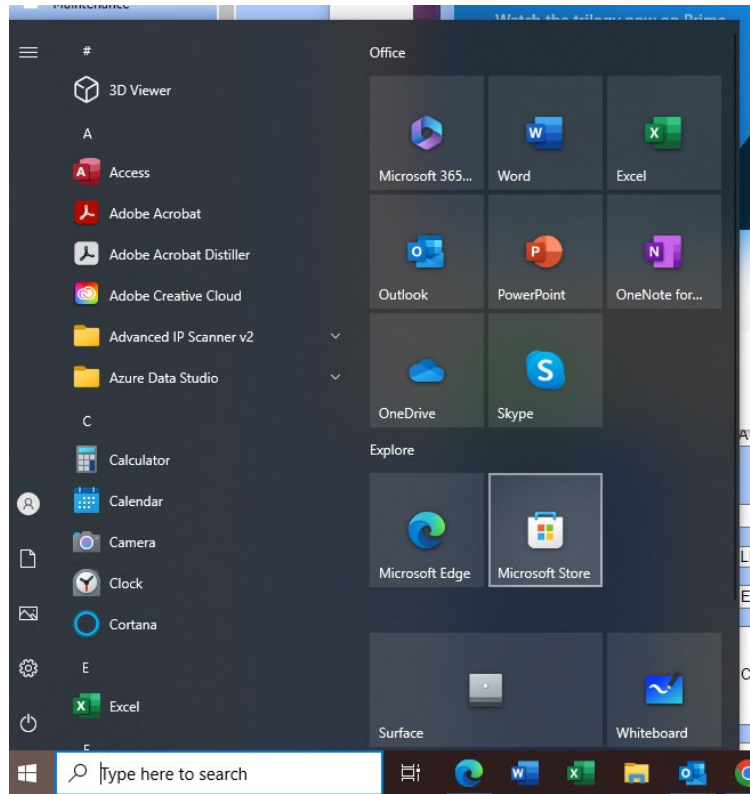 Maintenance
Watch the trilogy now on Prime
#
3D Viewer
A
Access
Adobe Acrobat
Adobe Acrobat Distiller
Adobe Creative Cloud
Advanced IP Scanner v2
Azure Data Studio
C
Calculator
Calendar
Camera
Clock
Cortana
E
Excel
F
Office
Microsoft 365...
Word
Excel
Outlook
PowerPoint
OneNote for...
OneDrive
Skype
Explore
Microsoft Edge
Microsoft Store
Surface
Whiteboard
Type here to search